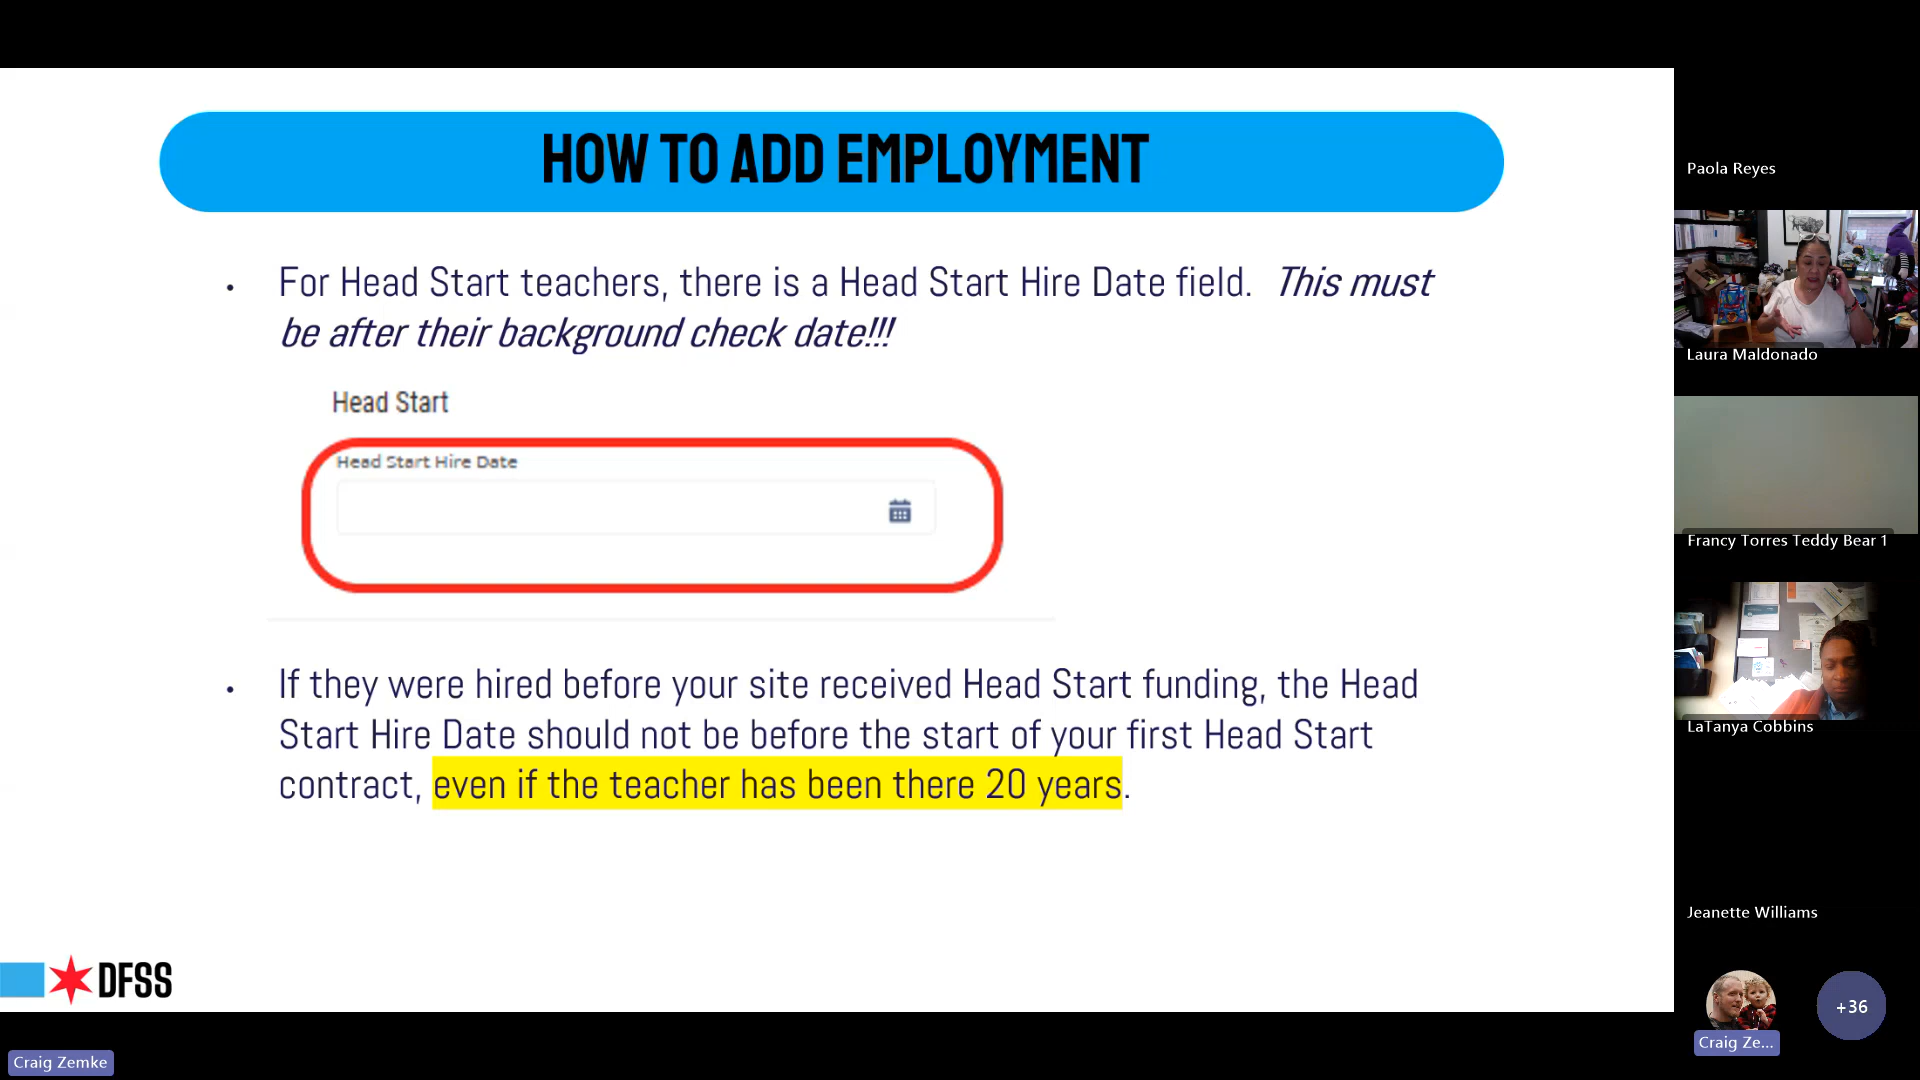 HOW TO ADD EMPLOYMENT
• For Head Start teachers, there is a Head Start Hire Date field. This must
be after their background check date!!!
Head Start
Head Start Hire Date
• If they were hired before your site received Head Start funding, the Head
Start Hire Date should not be before the start of your first Head Start
contract, even if the teacher has been there 20 years.
DFSS
Craig Zemke
Paola Reyes
Laura Maldonado
Francy Torres Teddy Bear 1
LaTanya Cobbins
Jeanette Williams
Craig Ze...
+36